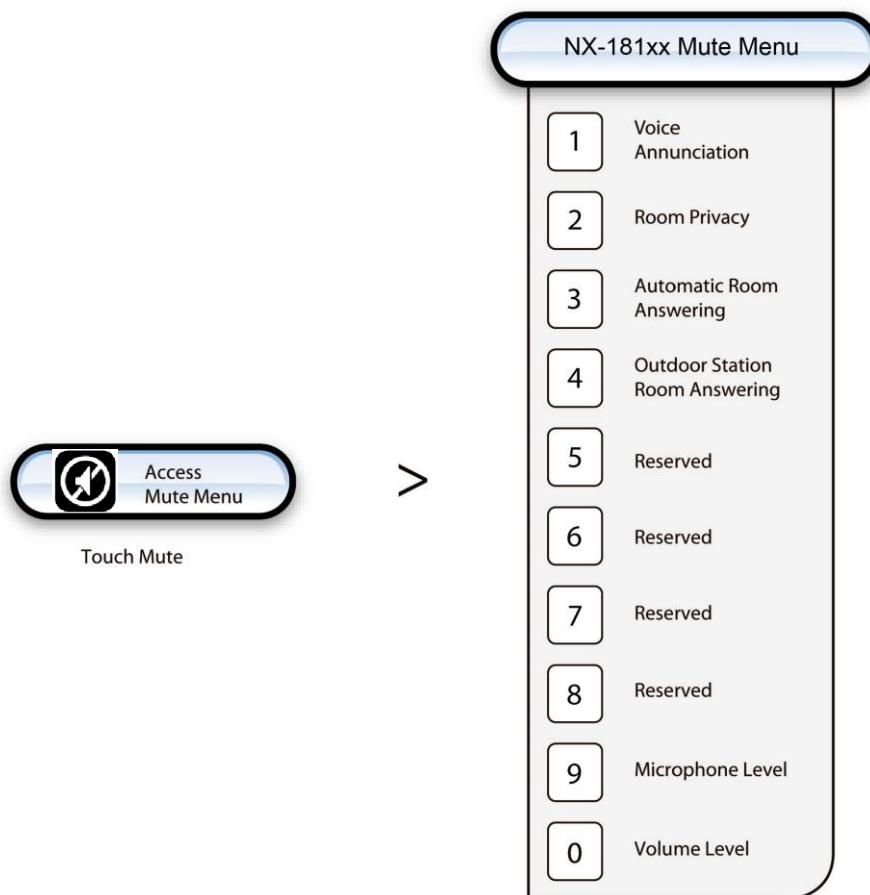 NX-181xx Mute Menu
1 Voice
Annunciation
2 Room Privacy
3 Automatic Room
Answering
4 Outdoor Station
Room Answering
5 Reserved
6 Reserved
7 Reserved
8 Reserved
9 Microphone Level
0 Volume Level
Access
Mute Menu
>
Touch Mute